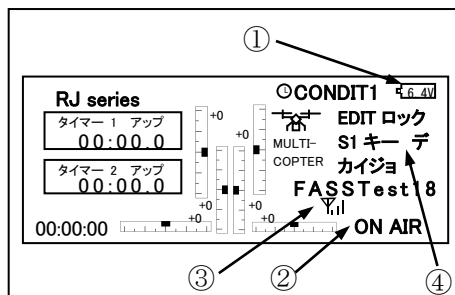 ①
CONDIT1 6.4V
RJ series
EDIT ロック
タイマー 1 アップ
00:00.0
MULTI-
COPTER
S1 キー デ
カイジョ
タイマー 2 アップ
00:00.0
FASSTest18
+0
+0
+0
+0
+0
+0
00:00:00
ON AIR
③
②
④